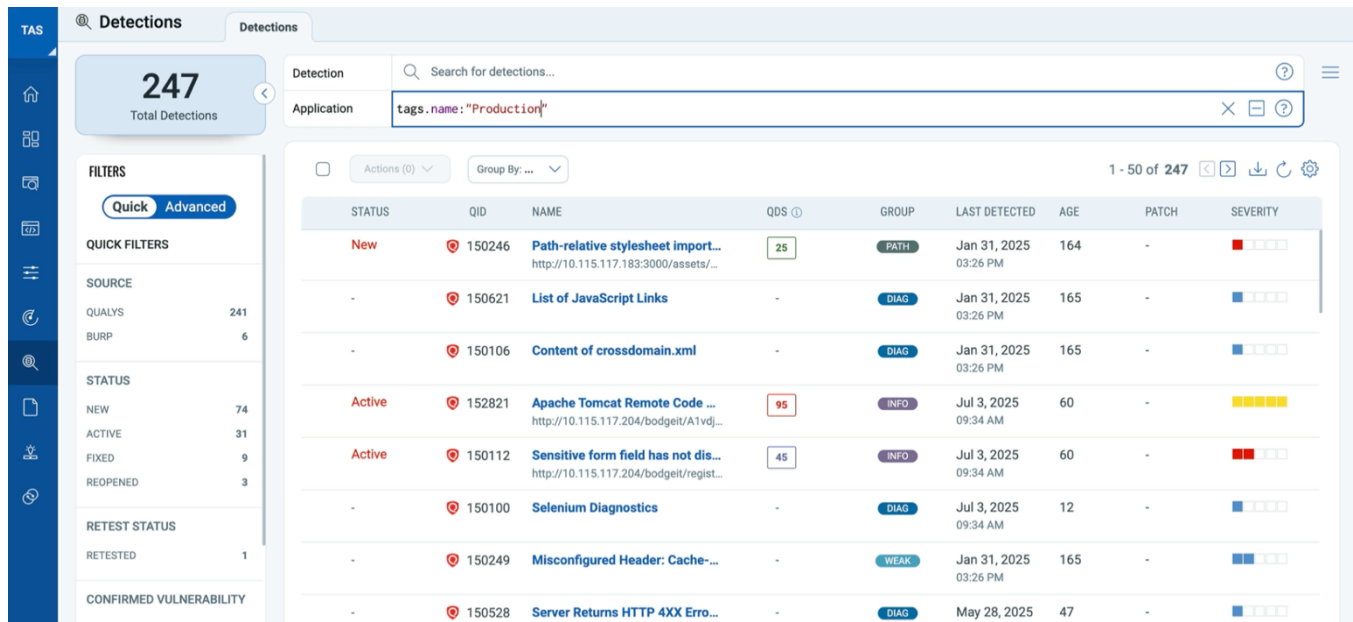 TAS
Detections
Detections
247
Total Detections
Detection
Search for detections...
Application
tags.name:"Production"
FILTERS
Quick Advanced
QUICK FILTERS
SOURCE
QUALYS 241
BURP 6
STATUS
NEW 74
ACTIVE 31
FIXED 9
REOPENED 3
RETEST STATUS
RETESTED 1
CONFIRMED VULNERABILITY
Actions (0)
Group By: ...
1 - 50 of 247
STATUS QID NAME QDS GROUP LAST DETECTED AGE PATCH SEVERITY
New 150246 Path-relative stylesheet import... 25 PATH Jan 31, 2025 164 -
http://10.115.117.183:3000/assets/... 03:26 PM
- 150621 List of JavaScript Links - DIAG Jan 31, 2025 165 -
03:26 PM
- 150106 Content of crossdomain.xml - DIAG Jan 31, 2025 165 -
03:26 PM
Active 152821 Apache Tomcat Remote Code ... 95 INFO Jul 3, 2025 60 -
http://10.115.117.204/bodgeit/A1vdj... 09:34 AM
Active 150112 Sensitive form field has not dis... 45 INFO Jul 3, 2025 60 -
http://10.115.117.204/bodgeit/regist... 09:34 AM
- 150100 Selenium Diagnostics - DIAG Jul 3, 2025 12 -
09:34 AM
- 150249 Misconfigured Header: Cache-... - WEAK Jan 31, 2025 165 -
03:26 PM
- 150528 Server Returns HTTP 4XX Erro... - DIAG May 28, 2025 47 -